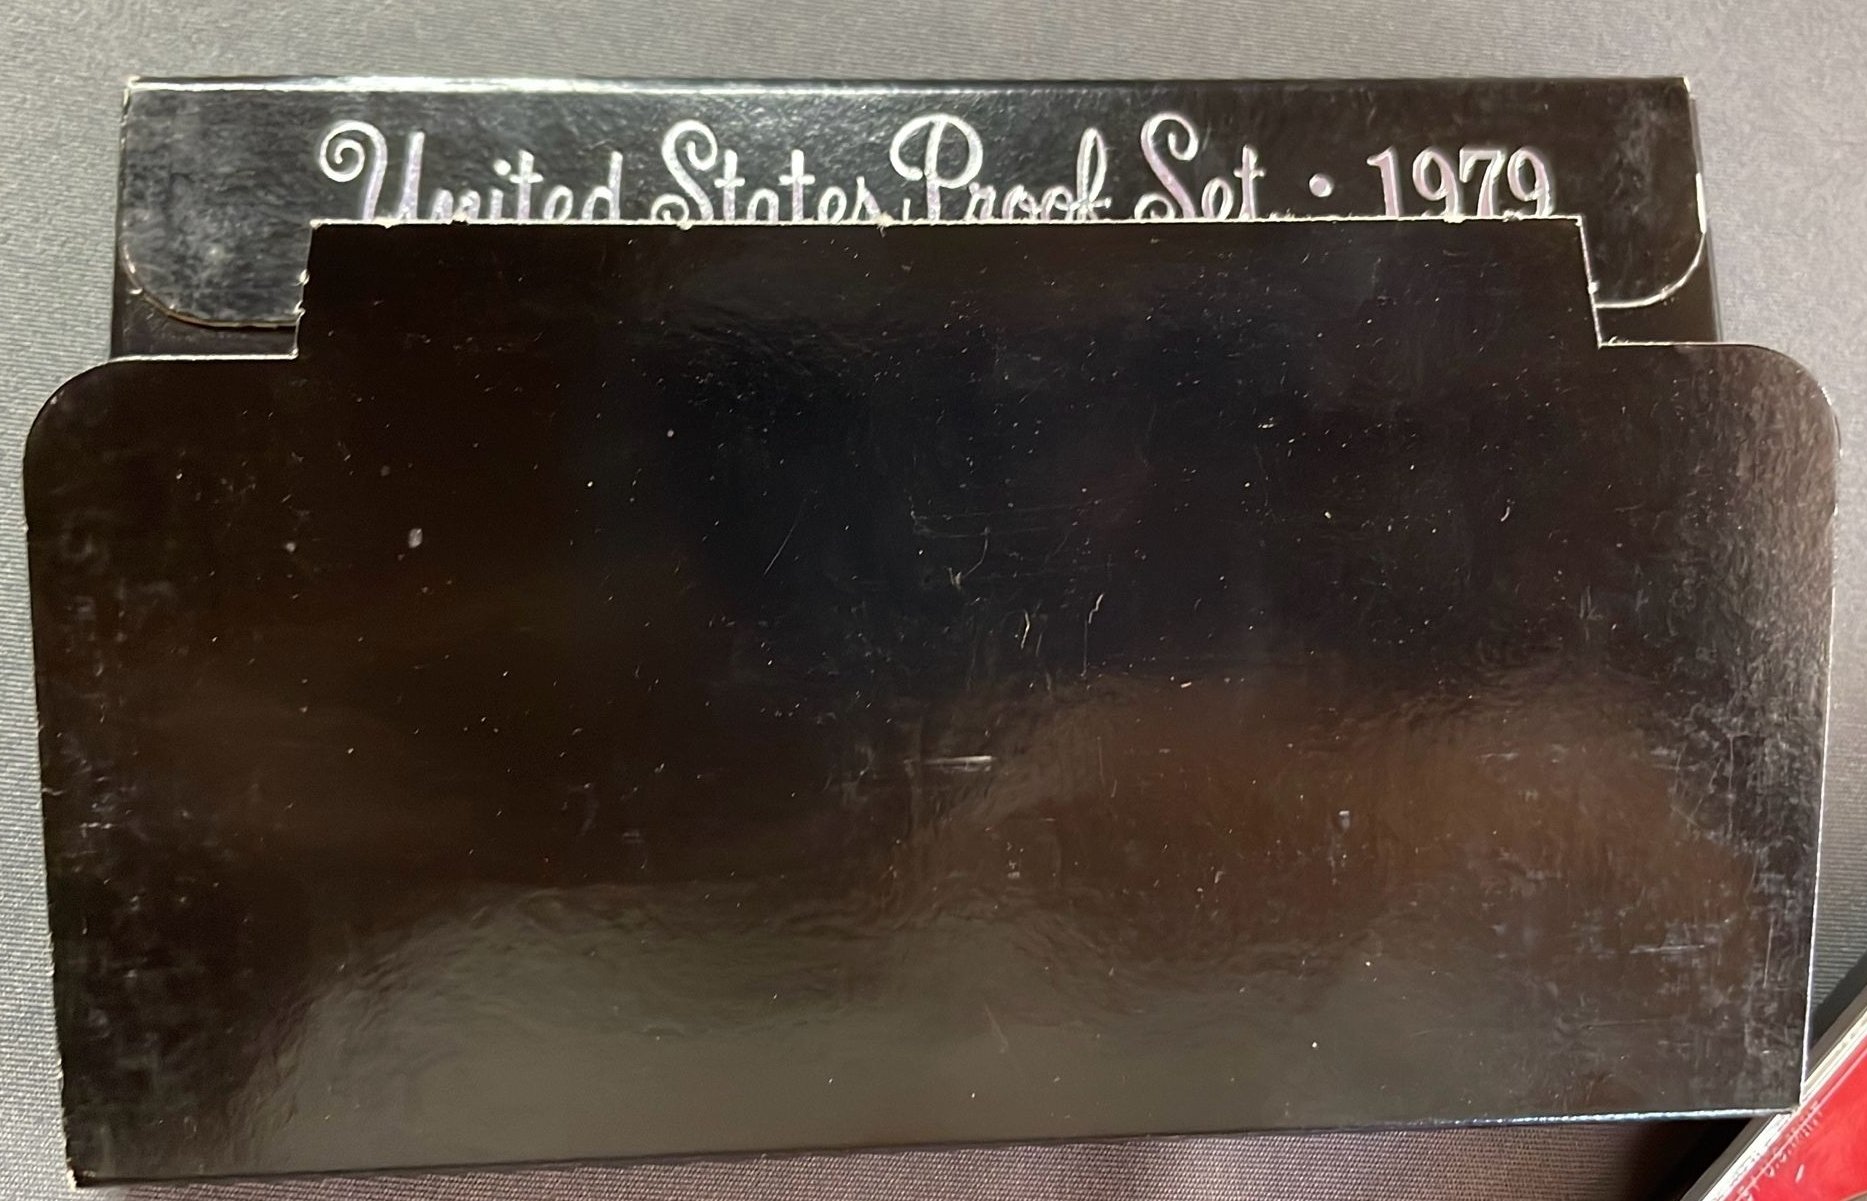 United States Proof Set • 1979